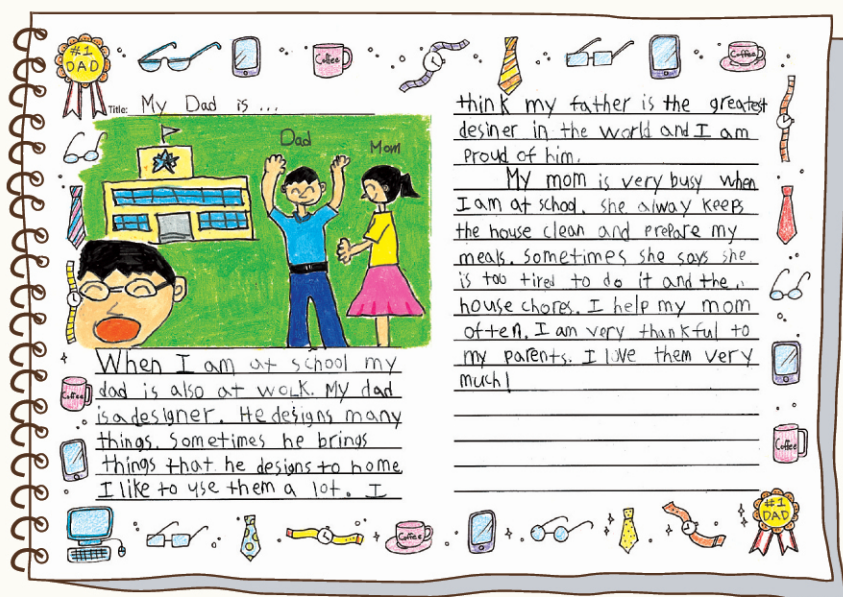 #1
DAD
Coffee
Coffee
Title: My Dad is ...
Dad
Mom
When I am at school my
dad is also at work. My dad
is a designer. He designs many
things. Sometimes he brings
things that he designs to home
I like to use them a lot. I
think my father is the greatest
desiner in the world and I am
proud of him.
My mom is very busy when
I am at school. she alway keeps
the house clean and prepare my
meals. sometimes she says she
is too tired to do it and the
house chores. I help my mom
often. I am very thankful to
my parents. I love them very
much!
Coffee
Coffee
Coffee
#1
DAD